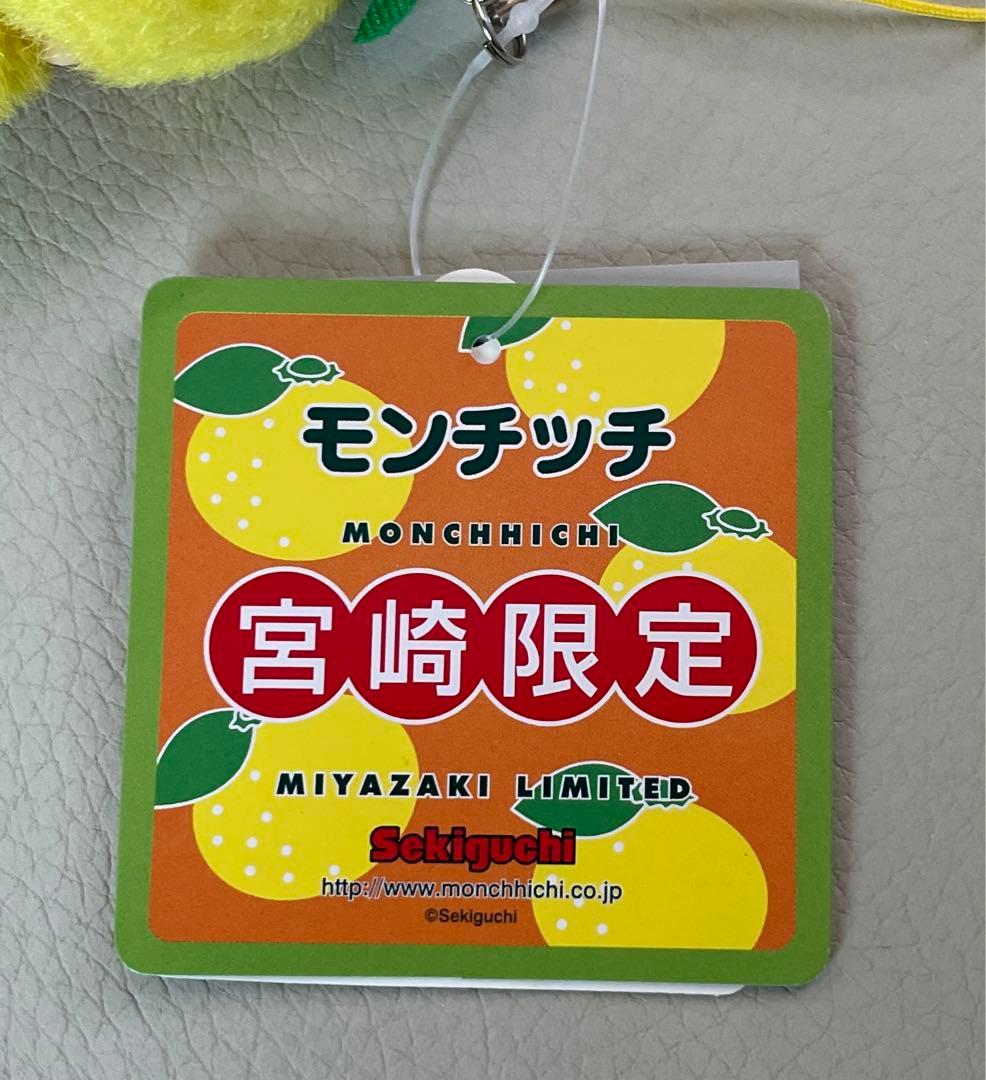 モンチッチ
MONCHHICHI
宮崎限定
MIYAZAKI LIMITED
Sekiguchi
http://www.monchhichi.co.jp
©Sekiguchi